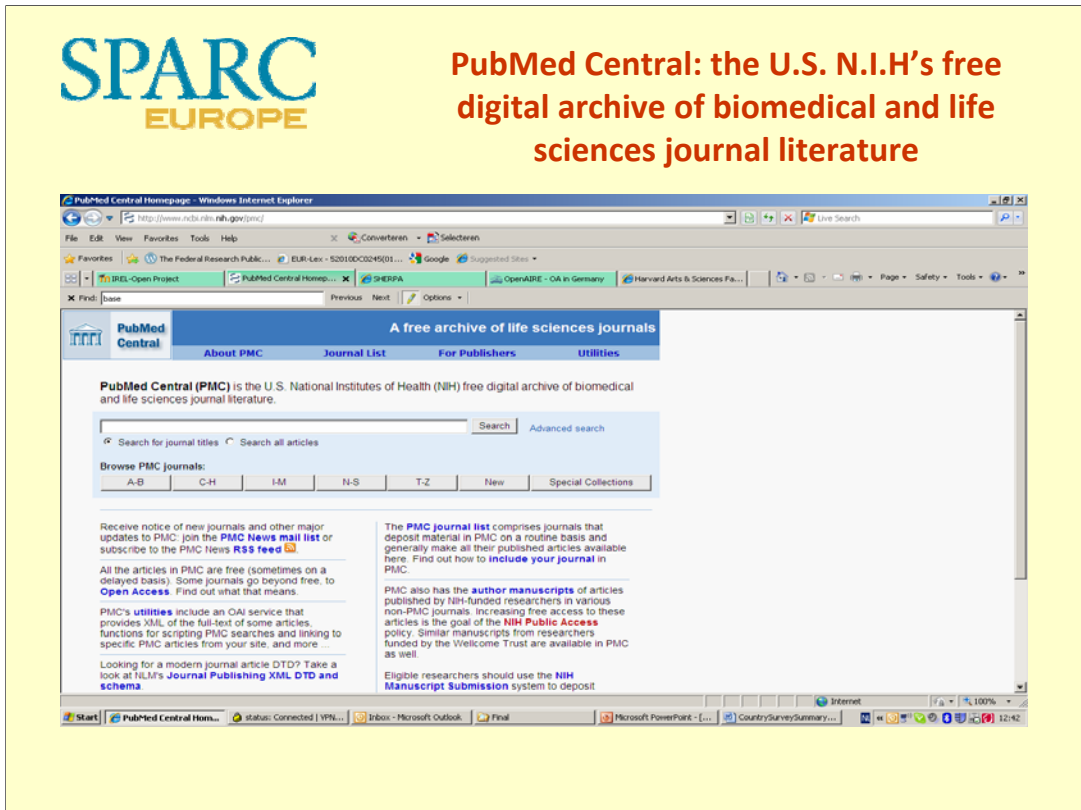 SPARC
EUROPE
PubMed Central: the U.S. N.I.H's free
digital archive of biomedical and life
sciences journal literature
PubMed Central Homepage - Windows Internet Explorer
http://www.ncbi.nlm.nih.gov/pmc/
Live Search
File Edit View Favorites Tools Help
Converteren Selecteren
Favorites The Federal Research Public... EUR-Lex - 52010DC0245(01... Google Suggested Sites
IREL-Open Project PubMed Central Homep... SHERPA OpenAIRE - OA in Germany Harvard Arts & Sciences Fa... Page Safety Tools
Find: base Previous Next Options
PubMed
Central
A free archive of life sciences journals
About PMC Journal List For Publishers Utilities
PubMed Central (PMC) is the U.S. National Institutes of Health (NIH) free digital archive of biomedical
and life sciences journal literature.
Search Advanced search
Search for journal titles Search all articles
Browse PMC journals:
A-B C-H I-M N-S T-Z New Special Collections
Receive notice of new journals and other major
updates to PMC: join the PMC News mail list or
subscribe to the PMC News RSS feed .
All the articles in PMC are free (sometimes on a
delayed basis). Some journals go beyond free, to
Open Access. Find out what that means.
PMC's utilities include an OAI service that
provides XML of the full-text of some articles,
functions for scripting PMC searches and linking to
specific PMC articles from your site, and more ...
Looking for a modern journal article DTD? Take a
look at NLM's Journal Publishing XML DTD and
schema.
The PMC journal list comprises journals that
deposit material in PMC on a routine basis and
generally make all their published articles available
here. Find out how to include your journal in
PMC.
PMC also has the author manuscripts of articles
published by NIH-funded researchers in various
non-PMC journals. Increasing free access to these
articles is the goal of the NIH Public Access
policy. Similar manuscripts from researchers
funded by the Wellcome Trust are available in PMC
as well.
Eligible researchers should use the NIH
Manuscript Submission system to deposit
Internet 100%
Start PubMed Central Hom... status: Connected | VPN... Inbox - Microsoft Outlook Final Microsoft PowerPoint - [... CountrySurveySummary... 12:42